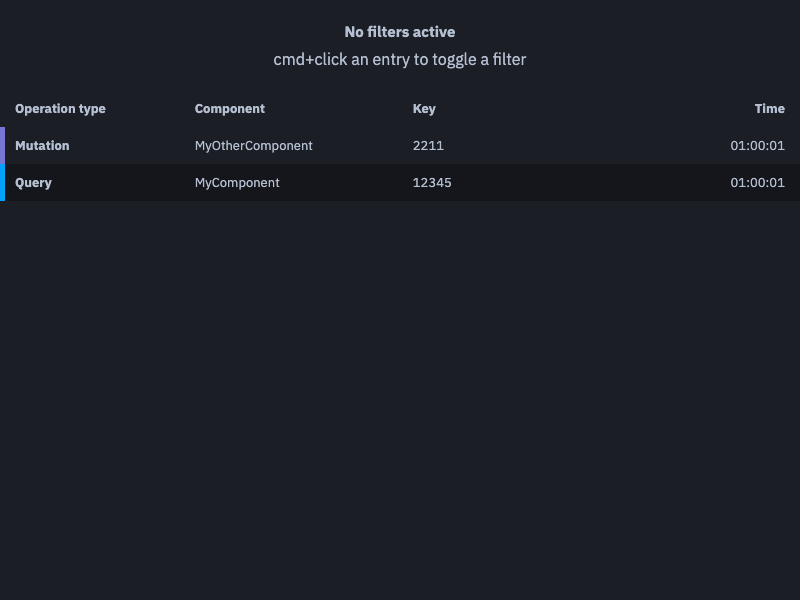 No filters active
cmd+click an entry to toggle a filter
Operation type Component Key Time
Mutation MyOtherComponent 2211 01:00:01
Query MyComponent 12345 01:00:01